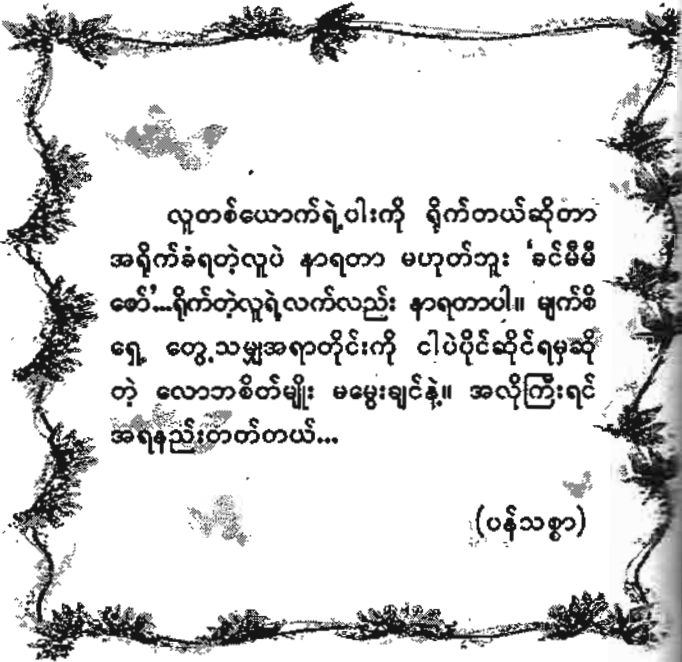 လူတစ်ယောက်ရဲ့ပါးကို ရိုက်တယ်ဆိုတာ
အရိုက်ခံရတဲ့လူပဲ နာရတာ မဟုတ်ဘူး ‘ခင်မီမီ
ဇော်’...ရိုက်တဲ့လူရဲ့လက်လည်း နာရတာပါ။ မျက်စိ
ရှေ့ တွေ့သမျှအရာတိုင်းကို ငါပဲပိုင်ဆိုင်ရမှဆို
တဲ့ လောဘစိတ်မျိုး မမွေးချင်နဲ့။ အလိုကြီးရင်
အရနည်းတတ်တယ်...
(ပန်သစ္စာ)